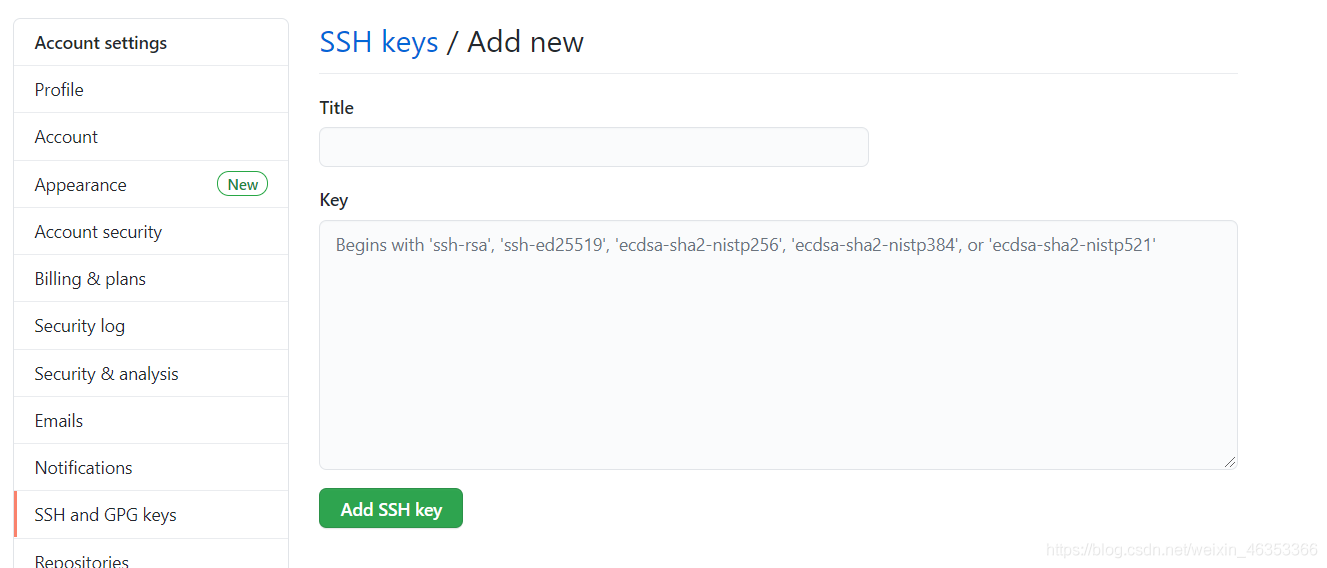 Account settings
Profile
Account
Appearance New
Account security
Billing & plans
Security log
Security & analysis
Emails
Notifications
SSH and GPG keys
Repositories
SSH keys / Add new
Title
Key
Begins with 'ssh-rsa', 'ssh-ed25519', 'ecdsa-sha2-nistp256', 'ecdsa-sha2-nistp384', or 'ecdsa-sha2-nistp521'
Add SSH key
https://blog.csdn.net/weixin_46353366